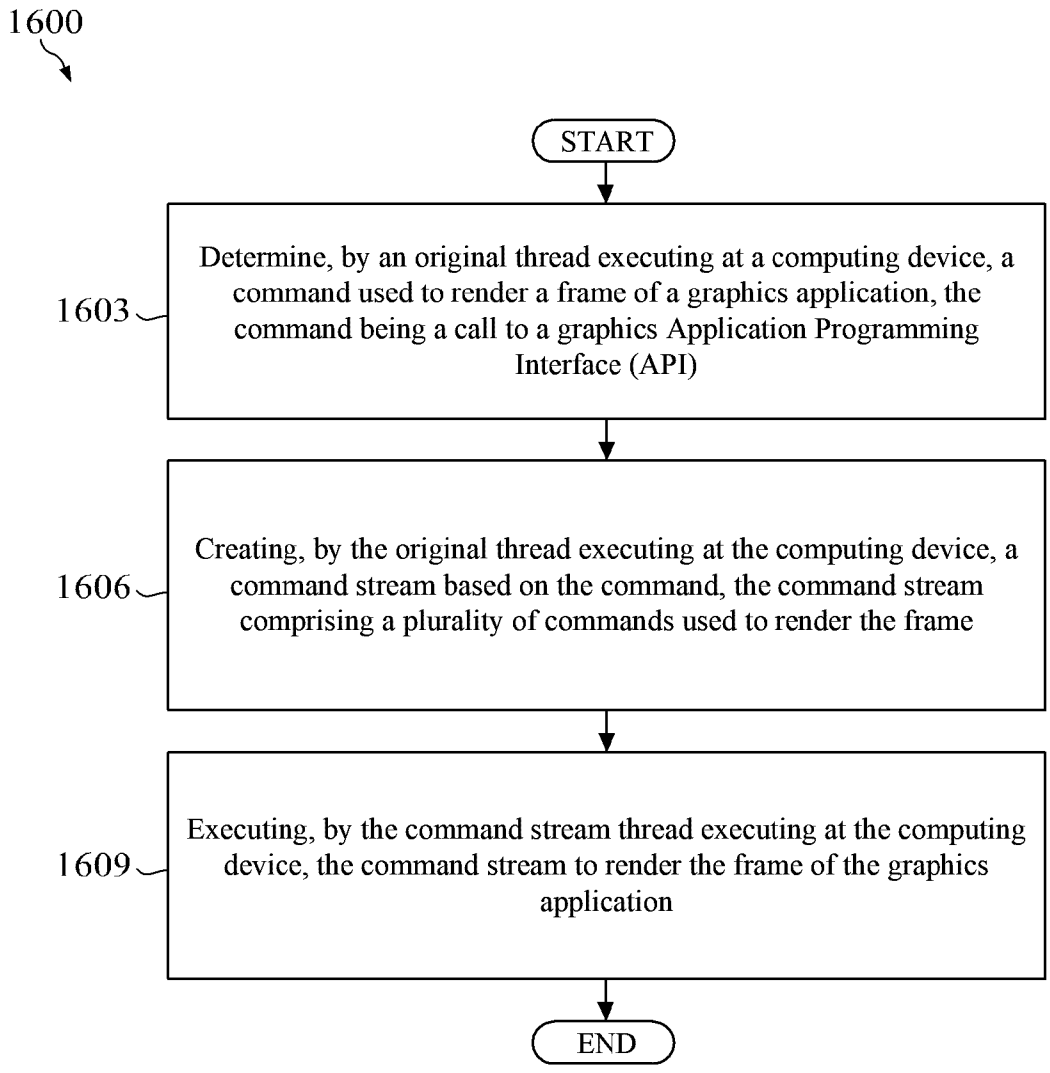 1600
START
Determine, by an original thread executing at a computing device, a
command used to render a frame of a graphics application, the
command being a call to a graphics Application Programming
Interface (API)
1603
Creating, by the original thread executing at the computing device, a
command stream based on the command, the command stream
comprising a plurality of commands used to render the frame
1606
Executing, by the command stream thread executing at the computing
device, the command stream to render the frame of the graphics
application
1609
END